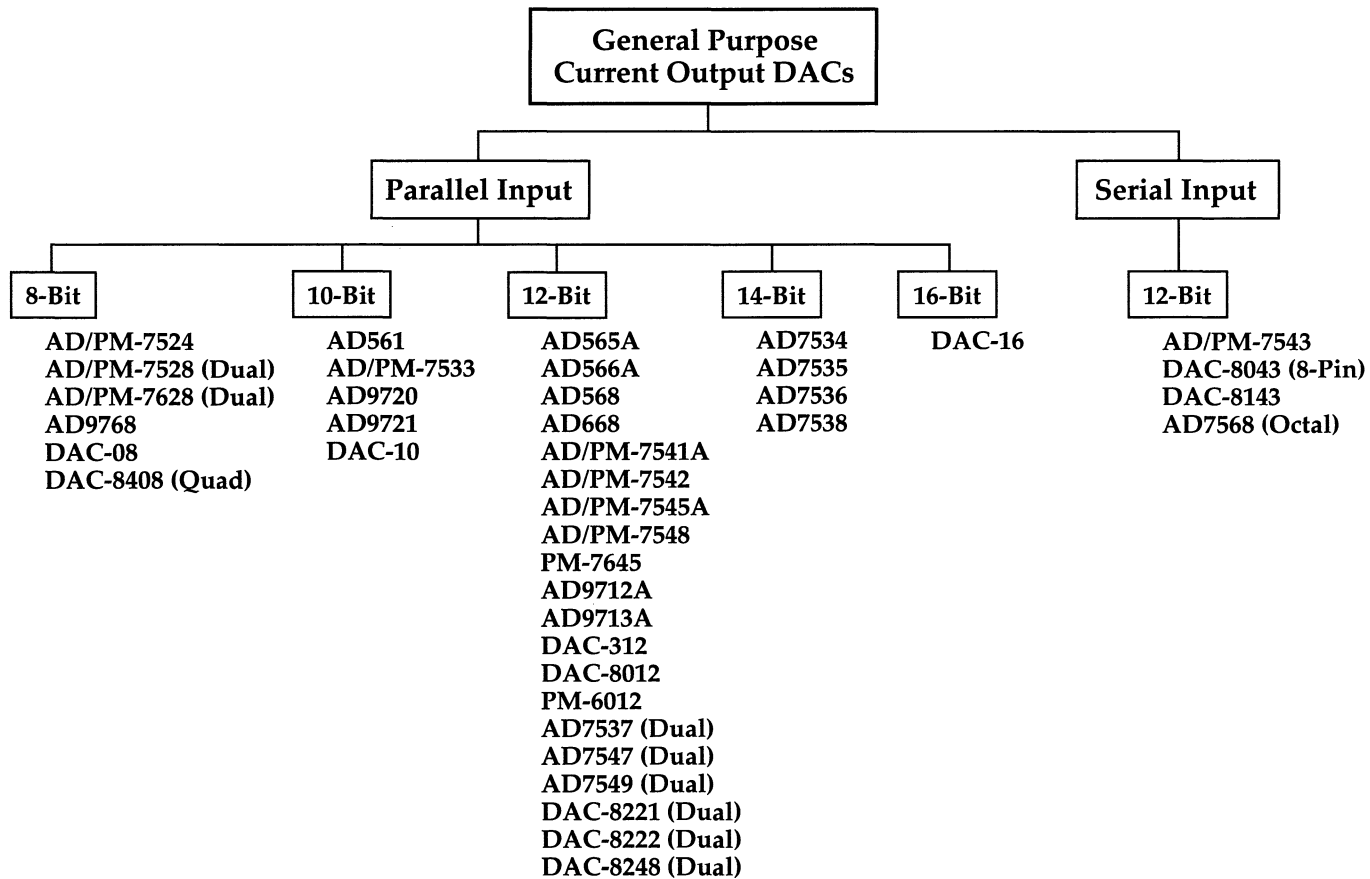 General Purpose
Current Output DACs
Parallel Input
Serial Input
8-Bit
10-Bit
12-Bit
14-Bit
16-Bit
12-Bit
AD/PM-7524
AD/PM-7528 (Dual)
AD/PM-7628 (Dual)
AD9768
DAC-08
DAC-8408 (Quad)
AD561
AD/PM-7533
AD9720
AD9721
DAC-10
AD565A
AD566A
AD568
AD668
AD/PM-7541A
AD/PM-7542
AD/PM-7545A
AD/PM-7548
PM-7645
AD9712A
AD9713A
DAC-312
DAC-8012
PM-6012
AD7537 (Dual)
AD7547 (Dual)
AD7549 (Dual)
DAC-8221 (Dual)
DAC-8222 (Dual)
DAC-8248 (Dual)
AD7534
AD7535
AD7536
AD7538
DAC-16
AD/PM-7543
DAC-8043 (8-Pin)
DAC-8143
AD7568 (Octal)